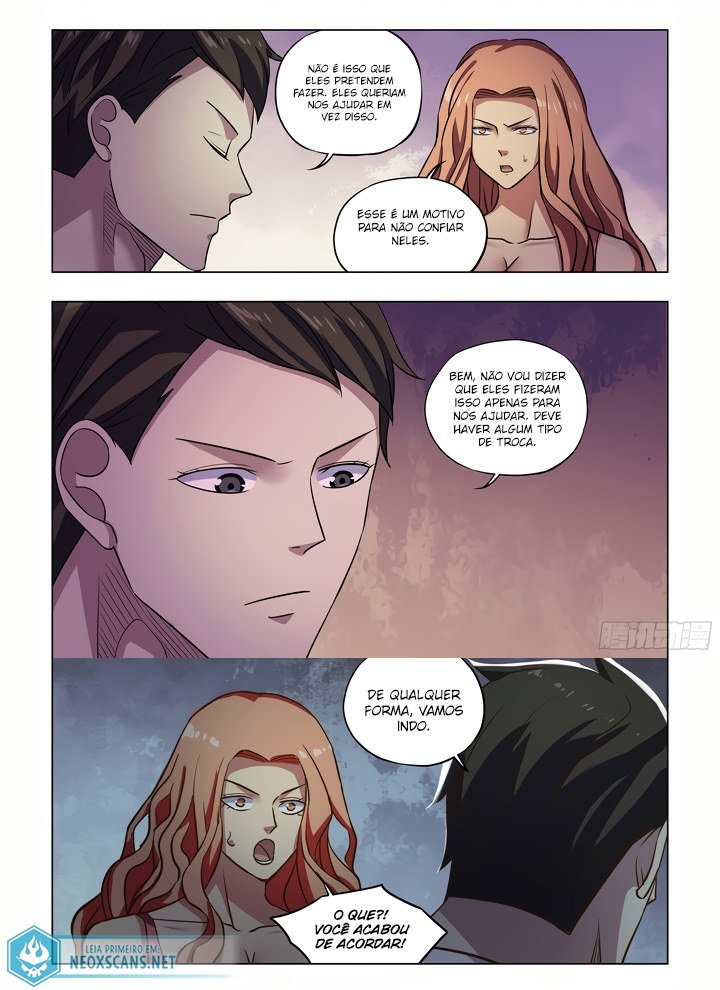 NÃO É ISSO QUE
ELES PRETENDEM
FAZER. ELES QUERIAM
NOS AJUDAR EM
VEZ DISSO.
ESSE É UM MOTIVO
PARA NÃO CONFIAR
NELES.
BEM, NÃO VOU DIZER
QUE ELES FIZERAM
ISSO APENAS PARA
NOS AJUDAR. DEVE
HAVER ALGUM TIPO
DE TROCA.
腾讯动漫
DE QUALQUER
FORMA, VAMOS
INDO.
O QUE?!
VOCÊ ACABOU
DE ACORDAR!
LEIA PRIMEIRO EM:
NEOXSCANS.NET